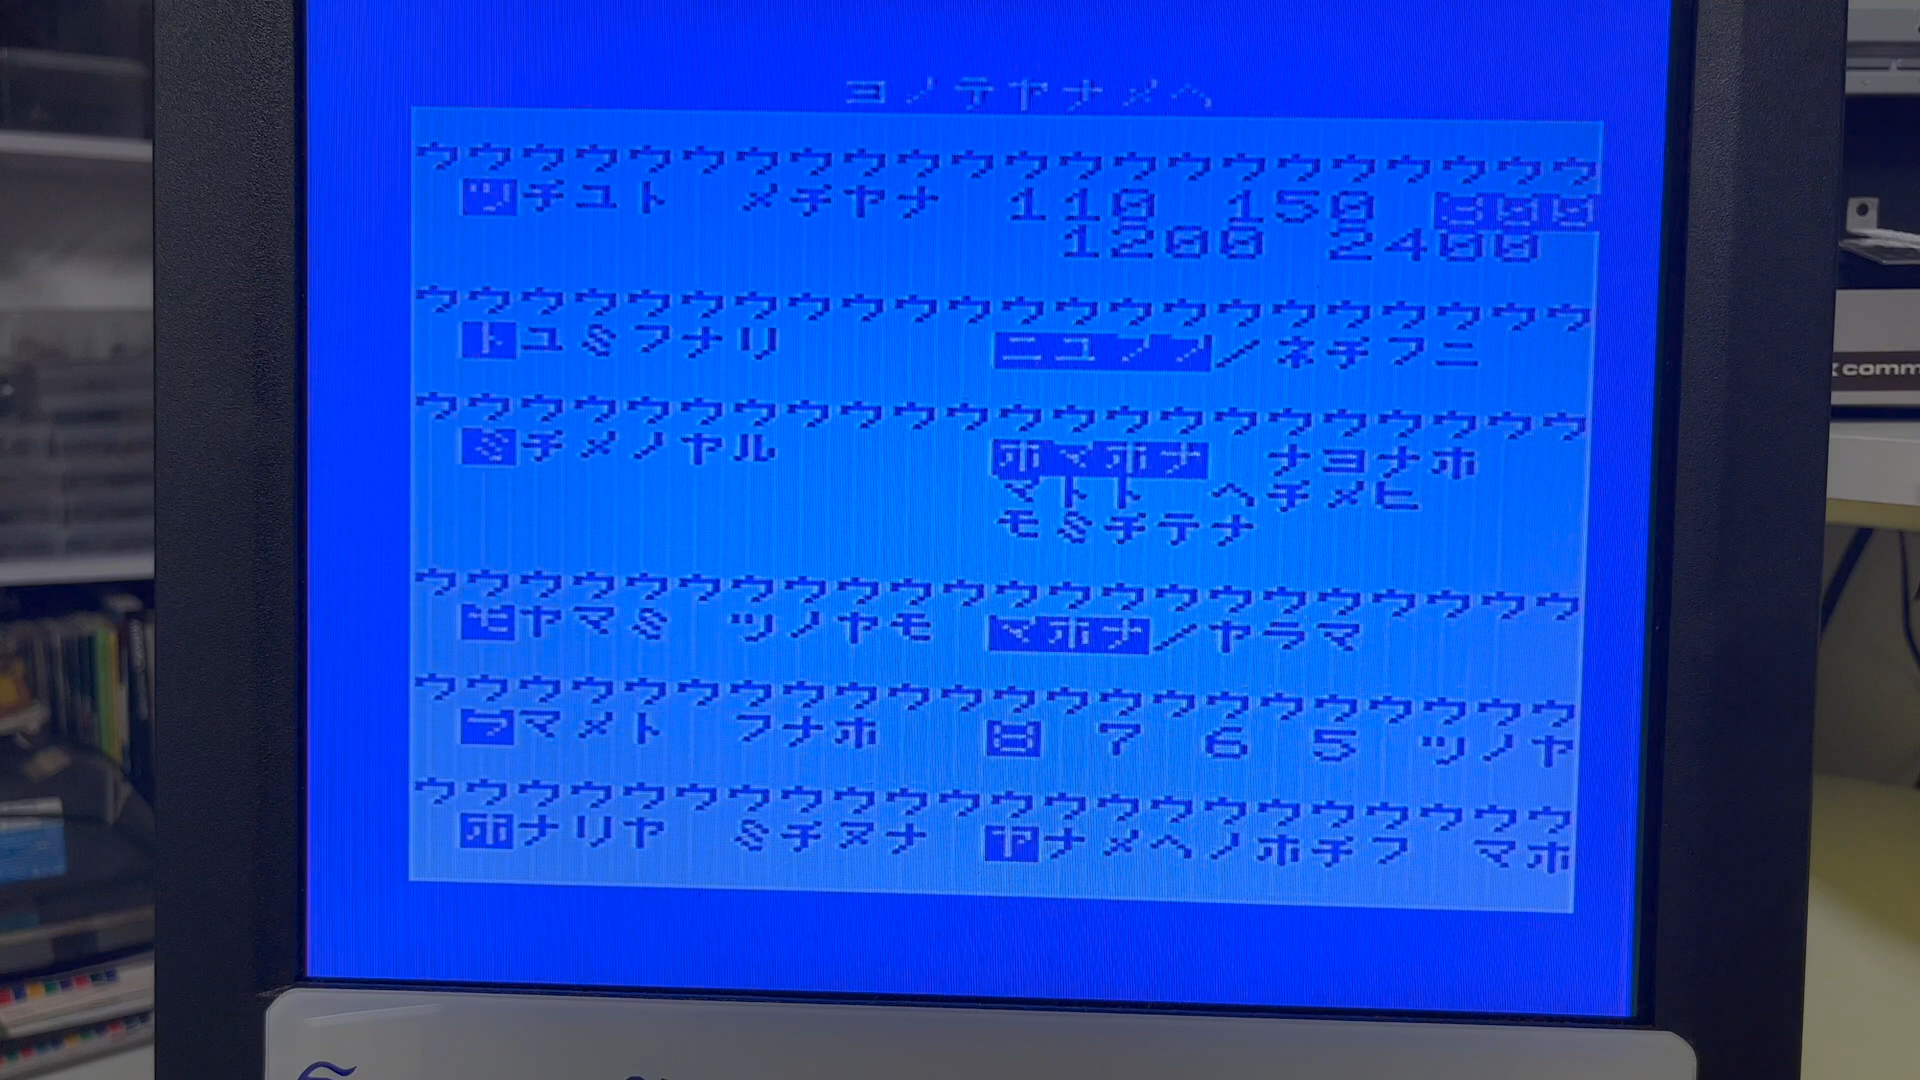 ヨノテヤナメヘ
ウウウウウウウウウウウウウウウウウウウウウウ
ツチユト メチヤナ 110 150 300
1200 2400
ウウウウウウウウウウウウウウウウウウウウウウ
トユミフナリ ニユフフノネチフニ
ウウウウウウウウウウウウウウウウウウウウウウ
ミチメノヤル ホマホナ ナヨナホ
マトト ヘチメヒ
モミチテナ
ウウウウウウウウウウウウウウウウウウウウウウ
モヤマミ ツノヤモ マホナノヤラマ
ウウウウウウウウウウウウウウウウウウウウウウ
ラマメト フナホ 8 7 6 5 ツノヤ
ウウウウウウウウウウウウウウウウウウウウウウ
ホナリヤ ミチヌナ ヤナメヘノホチフ マホ
comm